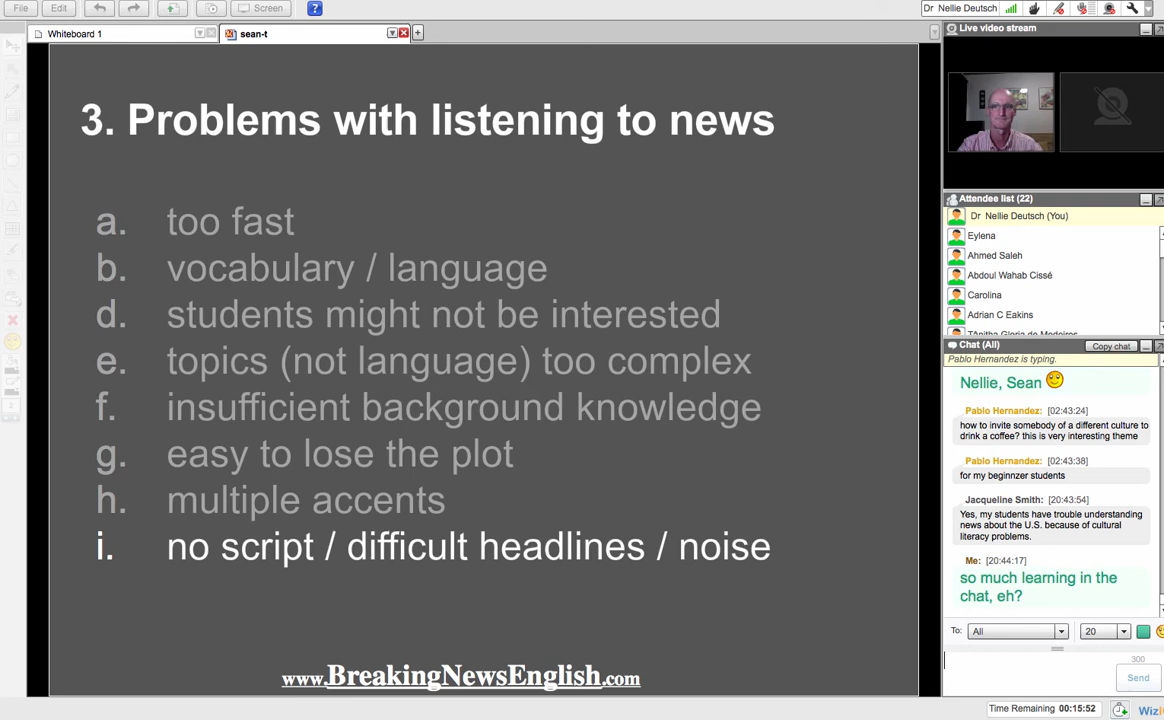 File
Edit
Screen
?
Dr Nellie Deutsch
Whiteboard 1
sean-t
Live video stream
3. Problems with listening to news
a. too fast
b. vocabulary / language
d. students might not be interested
e. topics (not language) too complex
f. insufficient background knowledge
g. easy to lose the plot
h. multiple accents
i. no script / difficult headlines / noise
www.BreakingNewsEnglish.com
Attendee list (22)
Dr Nellie Deutsch (You)
Eylena
Ahmed Saleh
Abdoul Wahab Cissé
Carolina
Adrian C Eakins
Tânitha Gloria de Medeiros
Chat (All)
Copy chat
Pablo Hernandez is typing.
Nellie, Sean
Pablo Hernandez: [02:43:24]
how to invite somebody of a different culture to
drink a coffee? this is very interesting theme
Pablo Hernandez: [02:43:38]
for my beginnzer students
Jacqueline Smith: [20:43:54]
Yes, my students have trouble understanding
news about the U.S. because of cultural
literacy problems.
Me: [20:44:17]
so much learning in the
chat, eh?
To: All 20
300
Send
Time Remaining 00:15:52